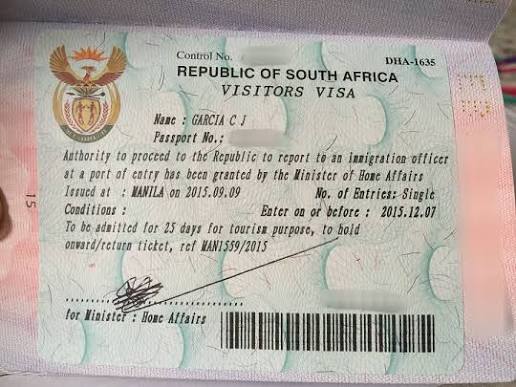 Control No.
DHA-1635
REPUBLIC OF SOUTH AFRICA
VISITORS VISA
Name : GARCIA C J
Passport No.:
Authority to proceed to the Republic to report to an immigration officer
at a port of entry has been granted by the Minister of Home Affairs
Issued at : MANILA on 2015.09.09 No. of Entries: Single
Conditions : Enter on or before : 2015.12.07
To be admitted for 25 days for tourism purpose, to hold
onward/return ticket, ref MAN1559/2015
for Minister : Home Affairs
15